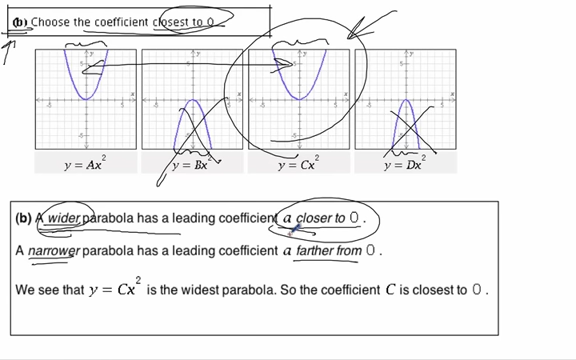 (b) Choose the coefficient closest to 0.
y = Ax²
y = Bx²
y = Cx²
y = Dx²
(b) A wider parabola has a leading coefficient a closer to 0 .
A narrower parabola has a leading coefficient a farther from 0 .
We see that y = Cx² is the widest parabola. So the coefficient C is closest to 0 .